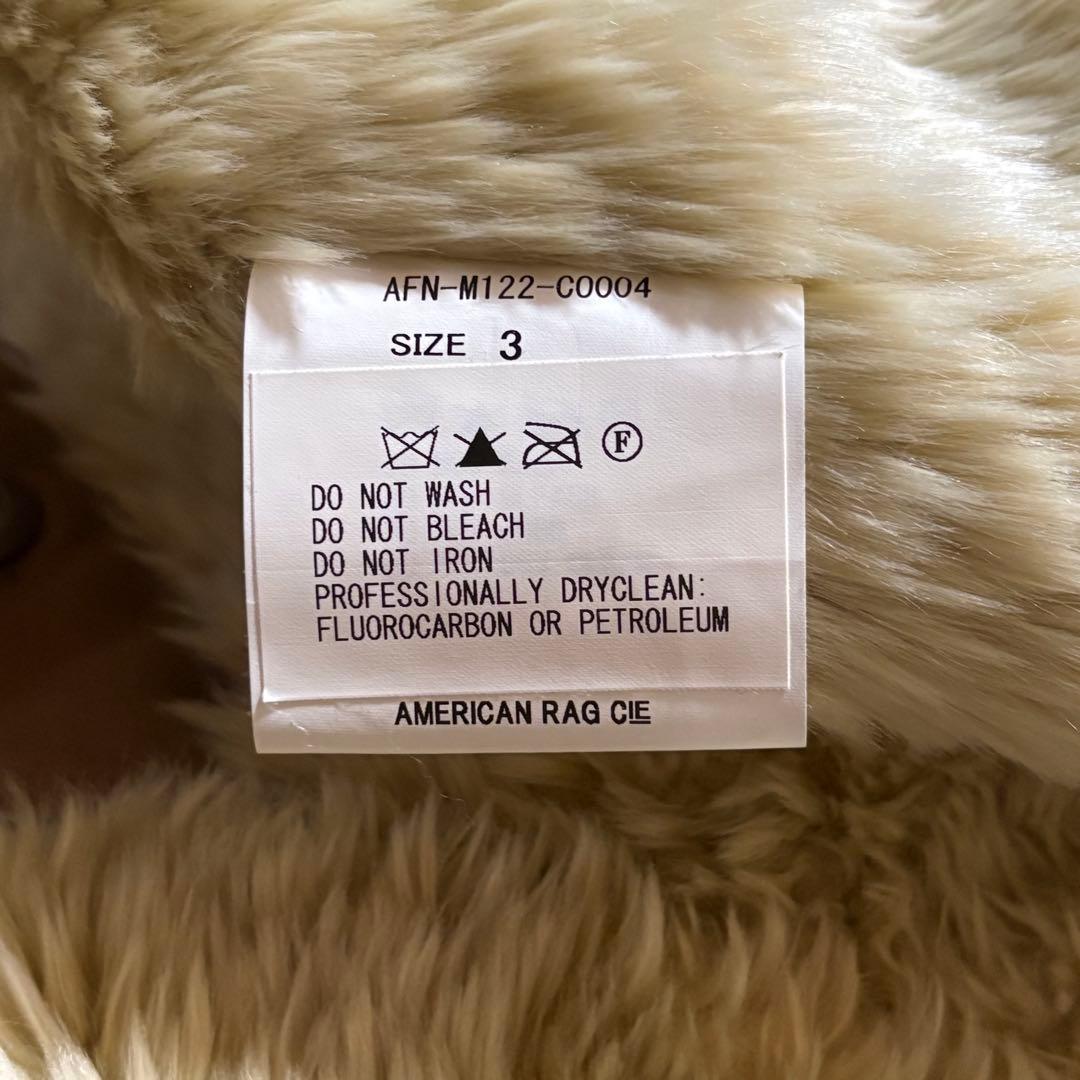 AFN-M122-C0004
SIZE 3
F
DO NOT WASH
DO NOT BLEACH
DO NOT IRON
PROFESSIONALLY DRYCLEAN:
FLUOROCARBON OR PETROLEUM
AMERICAN RAG CIE